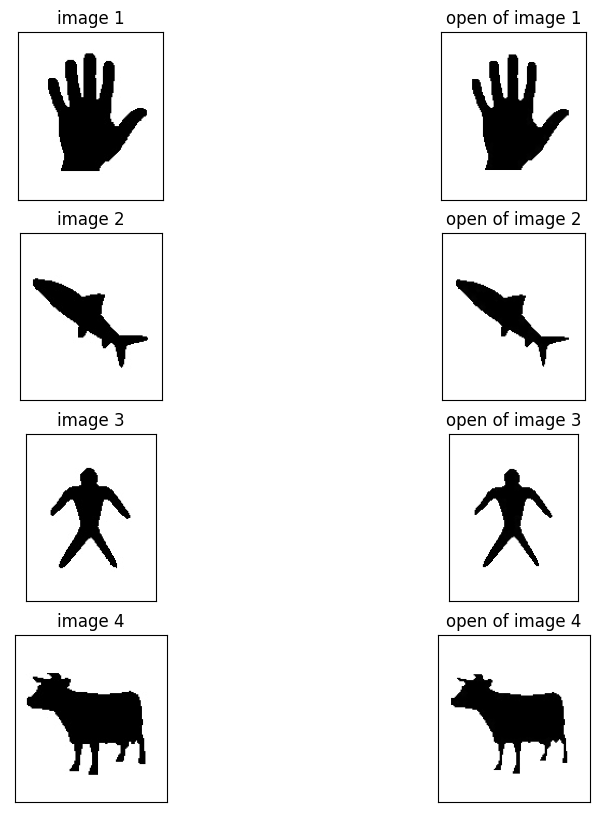 image 1
open of image 1
image 2
open of image 2
image 3
open of image 3
image 4
open of image 4